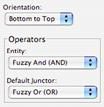 Orientation:
Bottom to Top
Operators
Entity:
Fuzzy And (AND)
Default Junctor:
Fuzzy Or (OR)